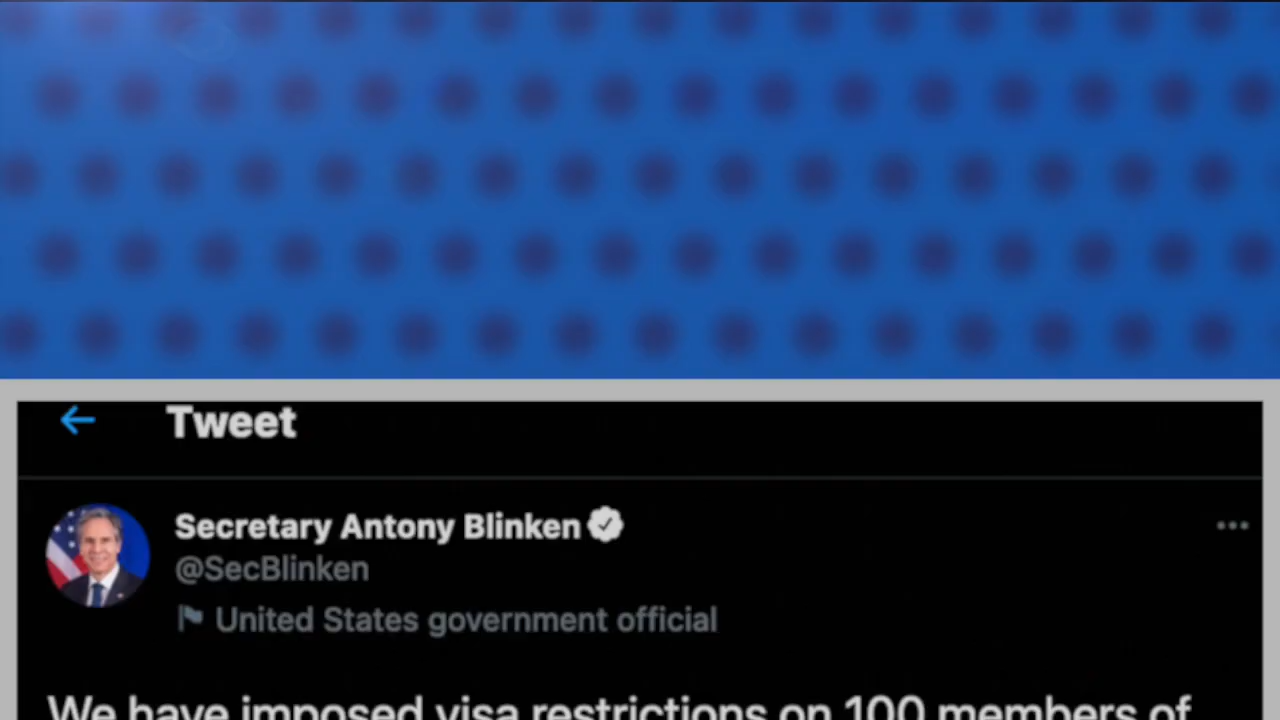 Tweet
Secretary Antony Blinken
@SecBlinken
United States government official
We have imposed visa restrictions on 100 members of